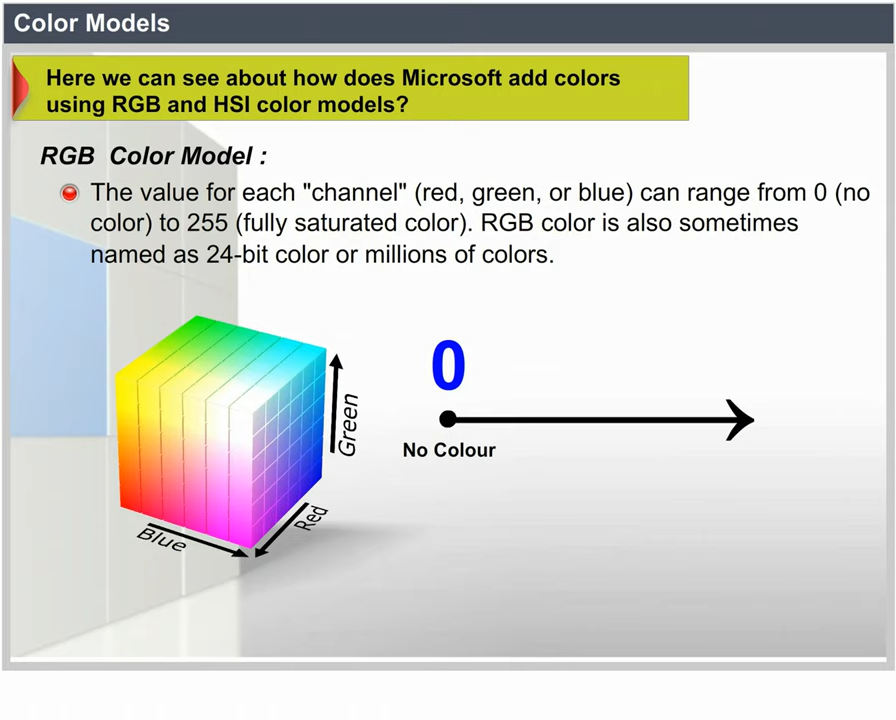 Color Models
Here we can see about how does Microsoft add colors
using RGB and HSI color models?
RGB Color Model :
The value for each "channel" (red, green, or blue) can range from 0 (no
color) to 255 (fully saturated color). RGB color is also sometimes
named as 24-bit color or millions of colors.
0
No Colour
Green
Red
Blue